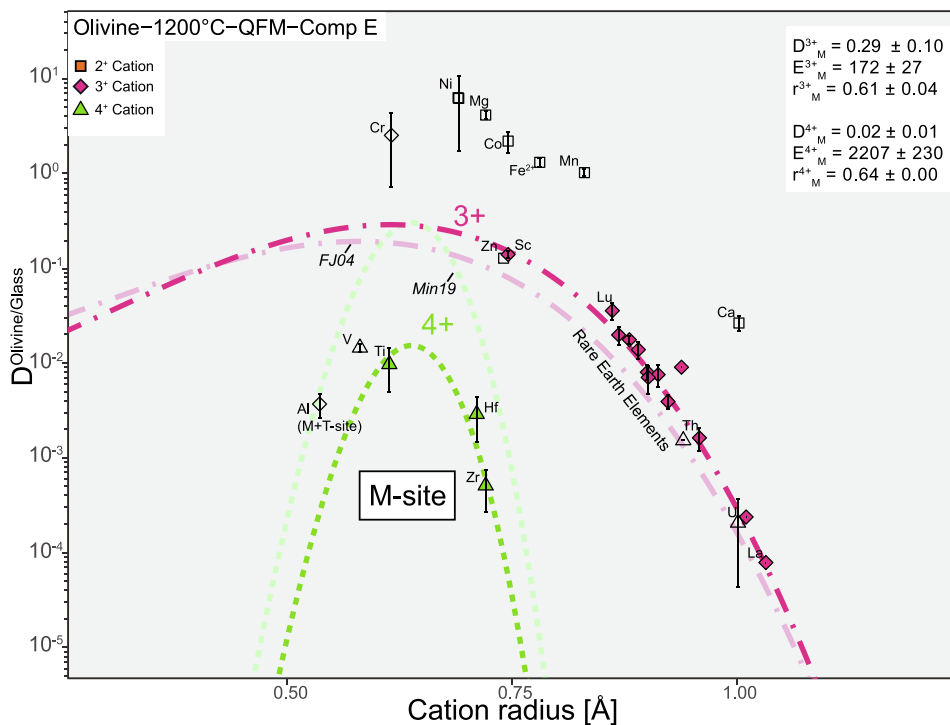 Olivine−1200°C−QFM−Comp E
2⁺ Cation
3⁺ Cation
4⁺ Cation
D³⁺M = 0.29 ± 0.10
E³⁺M = 172 ± 27
r³⁺M = 0.61 ± 0.04
D⁴⁺M = 0.02 ± 0.01
E⁴⁺M = 2207 ± 230
r⁴⁺M = 0.64 ± 0.00
10¹
10⁰
10⁻¹
10⁻²
10⁻³
10⁻⁴
10⁻⁵
D Olivine/Glass
Ni
Mg
Cr
Co
Fe²⁺
Mn
3+
Zn
Sc
FJ04
Min19
Lu
Ca
4+
V
Ti
Rare Earth Elements
Al
(M+T-site)
Hf
Th
Zr
M-site
U
La
0.50
0.75
1.00
Cation radius [Å]